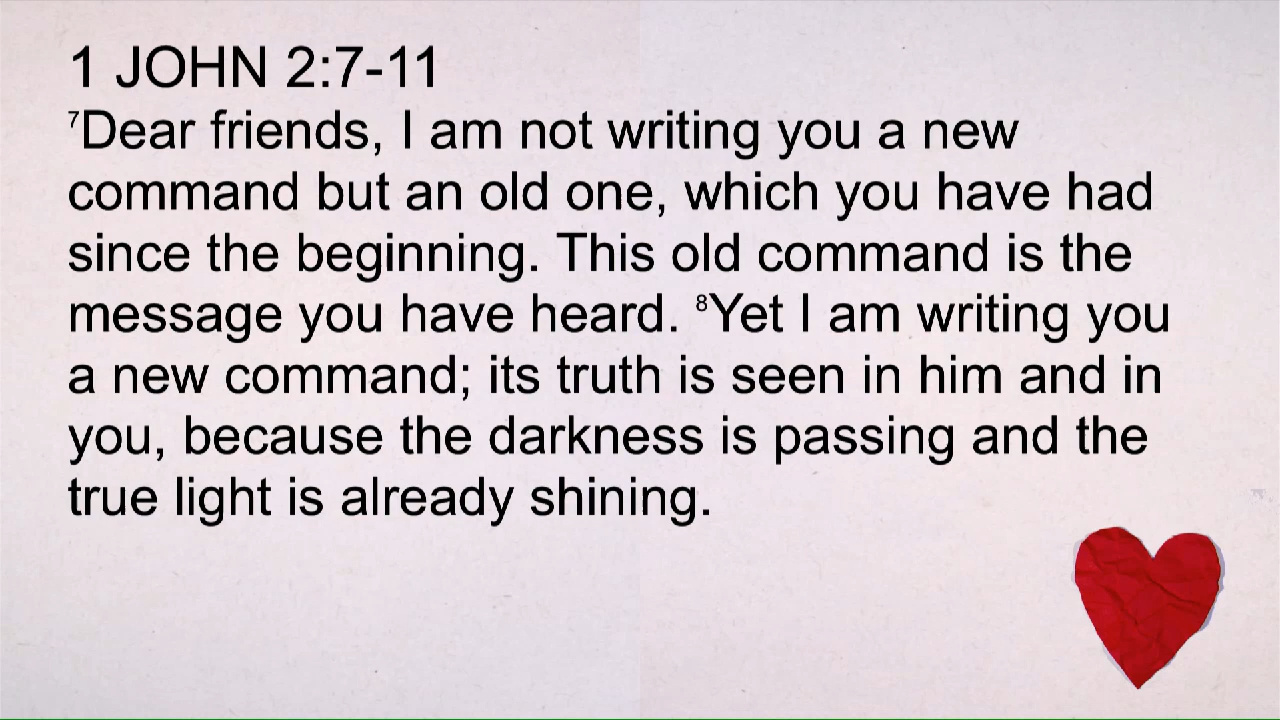 1 JOHN 2:7-11
⁷Dear friends, I am not writing you a new
command but an old one, which you have had
since the beginning. This old command is the
message you have heard. ⁸Yet I am writing you
a new command; its truth is seen in him and in
you, because the darkness is passing and the
true light is already shining.